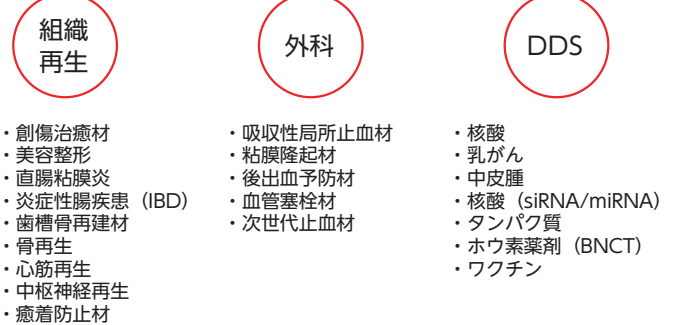 組織
再生
・創傷治癒材
・美容整形
・直腸粘膜炎
・炎症性腸疾患（IBD）
・歯槽骨再建材
・骨再生
・心筋再生
・中枢神経再生
・癒着防止材
外科
・吸収性局所止血材
・粘膜隆起材
・後出血予防材
・血管塞栓材
・次世代止血材
DDS
・核酸
・乳がん
・中皮腫
・核酸（siRNA/miRNA）
・タンパク質
・ホウ素薬剤（BNCT）
・ワクチン